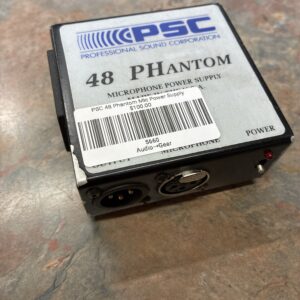 PSC
PROFESSIONAL SOUND CORPORATION
48 PHANTOM
MICROPHONE POWER SUPPLY
PSC 48 Phantom Mic Power Supply
$100.00
5660
Audio->Gear
OUTPUT MICROPHONE POWER